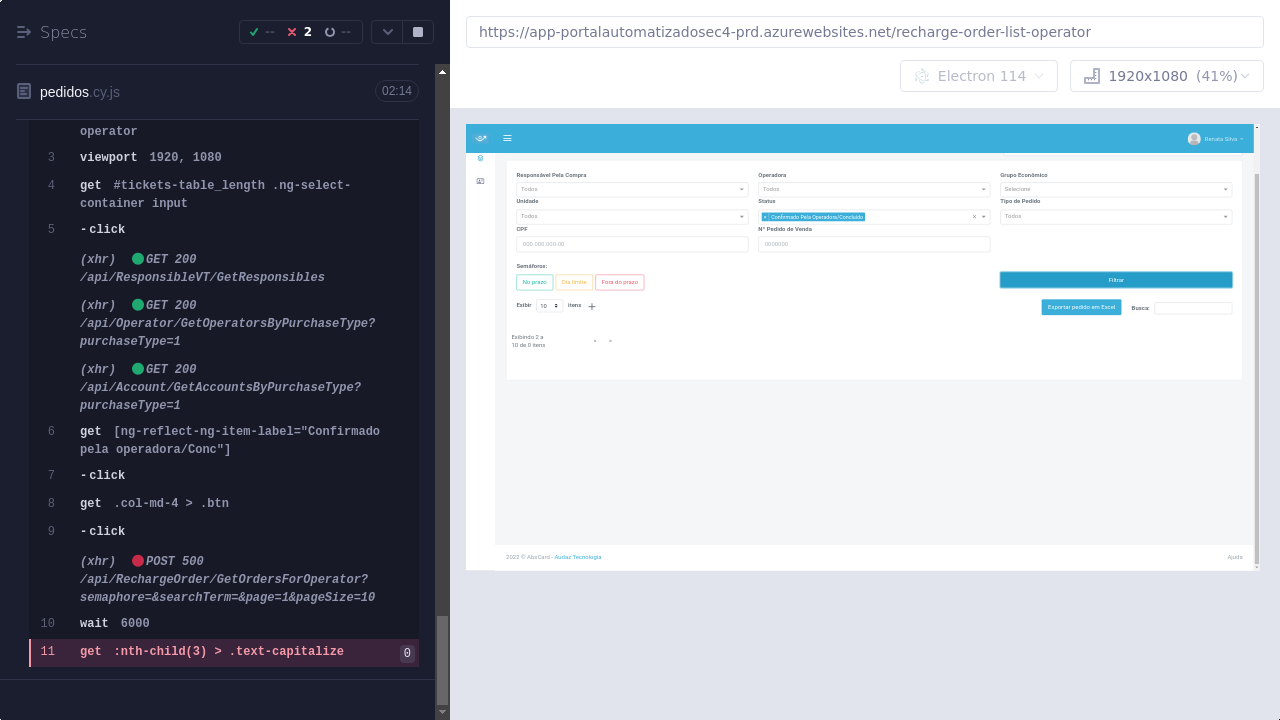 Specs
-- 2 --
pedidos.cy.js 02:14
operator
3 viewport 1920, 1080
4 get #tickets-table_length .ng-select-
container input
5 -click
(xhr) GET 200
/api/ResponsibleVT/GetResponsibles
(xhr) GET 200
/api/Operator/GetOperatorsByPurchaseType?
purchaseType=1
(xhr) GET 200
/api/Account/GetAccountsByPurchaseType?
purchaseType=1
6 get [ng-reflect-ng-item-label="Confirmado
pela operadora/Conc"]
7 -click
8 get .col-md-4 > .btn
9 -click
(xhr) POST 500
/api/RechargeOrder/GetOrdersForOperator?
semaphore=&searchTerm=&page=1&pageSize=10
10 wait 6000
11 get :nth-child(3) > .text-capitalize 0
https://app-portalautomatizadosec4-prd.azurewebsites.net/recharge-order-list-operator
Electron 114
1920x1080 (41%)
Renata Silva
Responsável Pela Compra Operadora Grupo Econômico
Todos Todos Selecione
Unidade Status Tipo de Pedido
Todos × Confirmado Pela Operadora/Concluído × Todos
CPF Nº Pedido de Venda
000.000.000-00 0000000
Semáforos:
No prazo Dia limite Fora do prazo Filtrar
Exibir 10 itens + Exportar pedido em Excel Busca:
Exibindo 2 a
10 de 0 itens
2022 © AbsCard - Audaz Tecnologia Ajuda